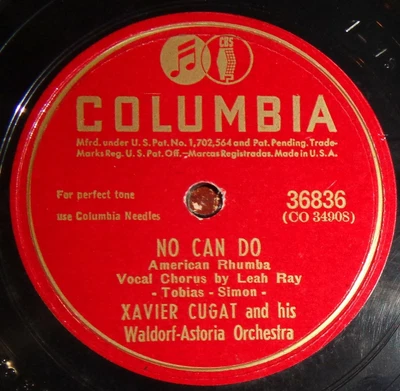 CBS
COLUMBIA
Mfrd. under U.S. Pat. No. 1,702,564 and Pat. Pending. Trade-
Marks Reg. U.S. Pat. Off. — Marcas Registradas. Made in U.S.A.
For perfect tone
use Columbia Needles
36836
(CO 34908)
NO CAN DO
American Rhumba
Vocal Chorus by Leah Ray
- Tobias - Simon -
XAVIER CUGAT and his
Waldorf-Astoria Orchestra